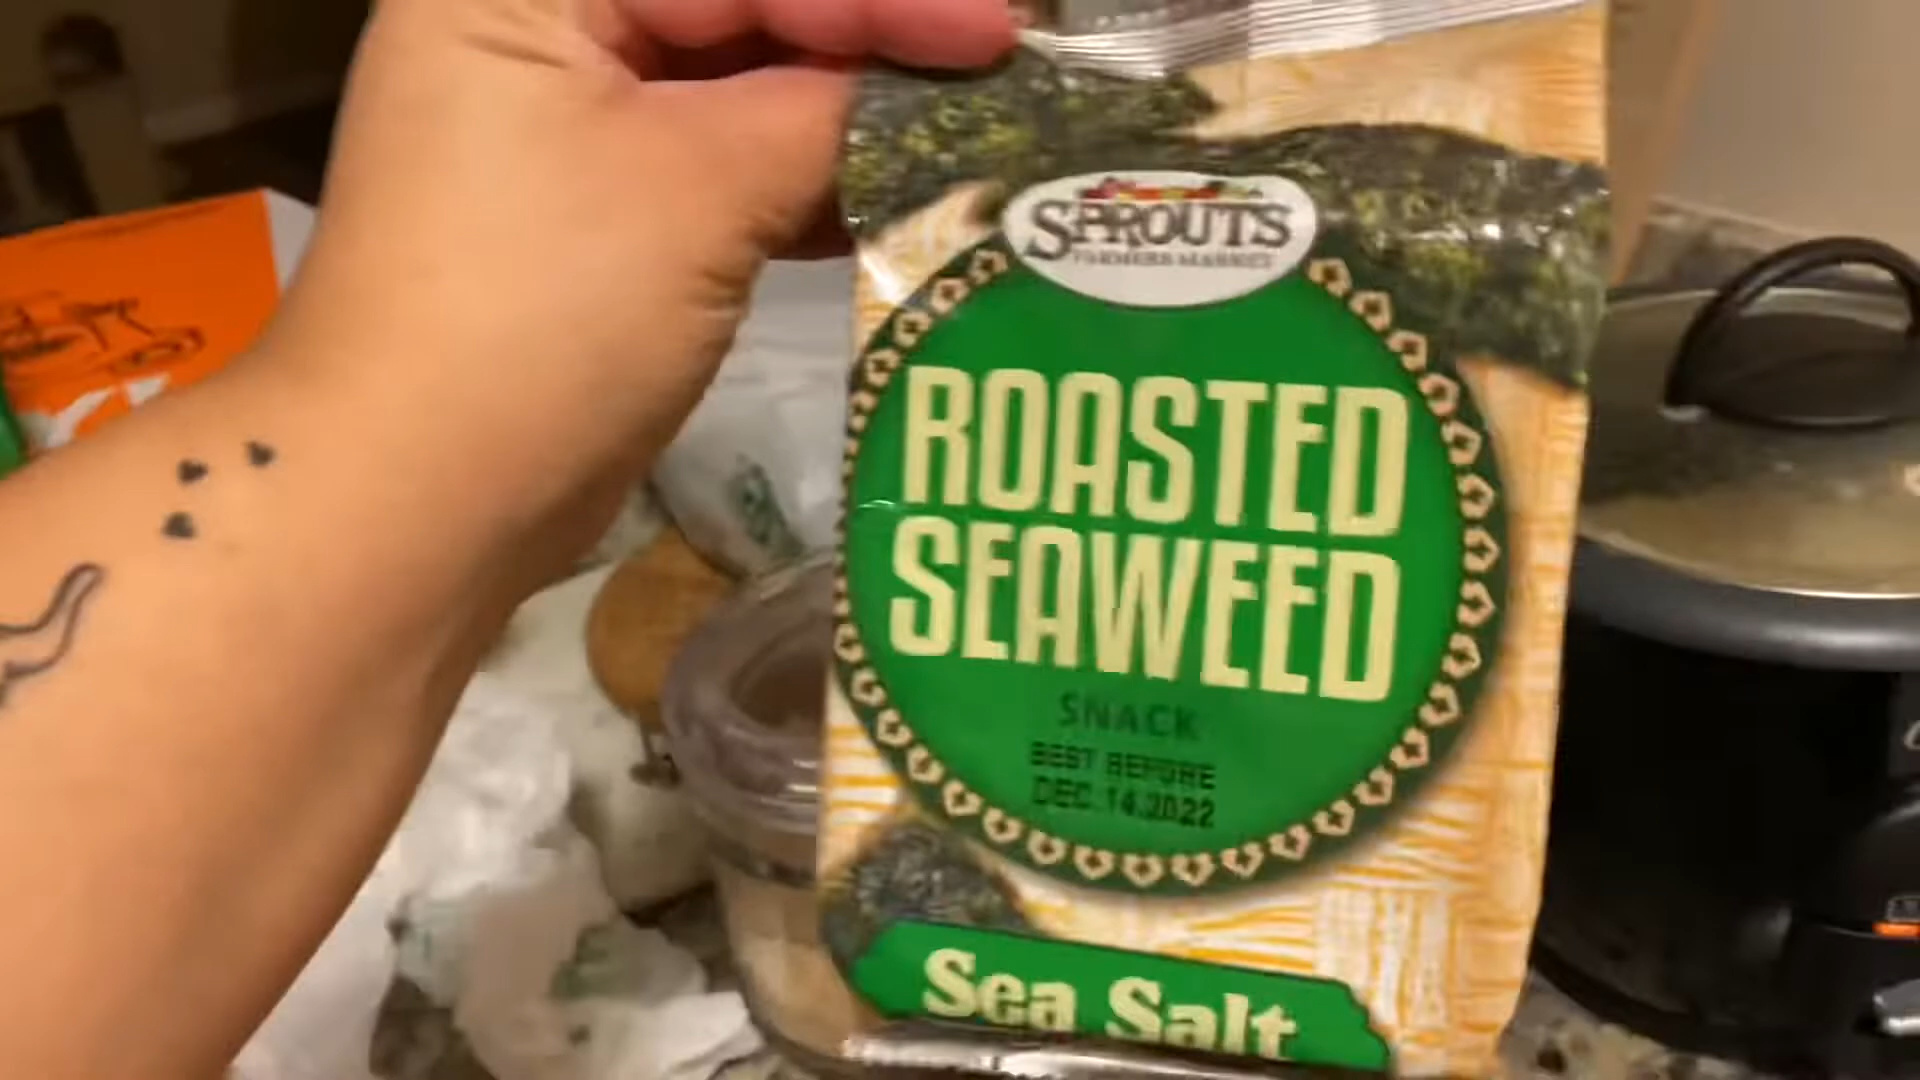 SPROUTS
FARMERS MARKET
ROASTED
SEAWEED
SNACK
BEST BEFORE
DEC.14.2022
Sea Salt